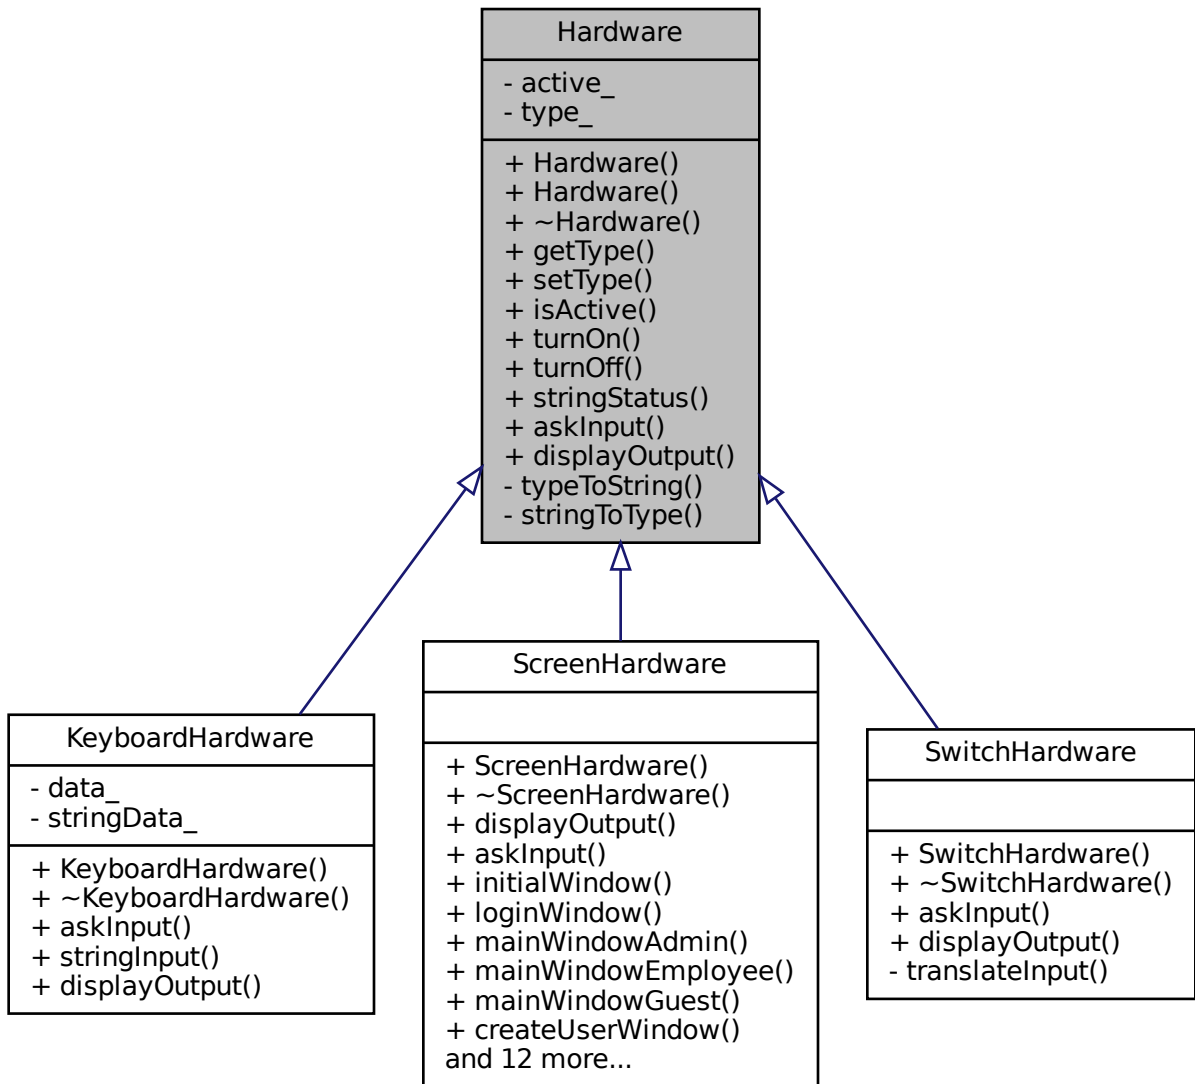 Hardware
- active_
- type_
+ Hardware()
+ Hardware()
+ ~Hardware()
+ getType()
+ setType()
+ isActive()
+ turnOn()
+ turnOff()
+ stringStatus()
+ askInput()
+ displayOutput()
- typeToString()
- stringToType()
KeyboardHardware
- data_
- stringData_
+ KeyboardHardware()
+ ~KeyboardHardware()
+ askInput()
+ stringInput()
+ displayOutput()
ScreenHardware
+ ScreenHardware()
+ ~ScreenHardware()
+ displayOutput()
+ askInput()
+ initialWindow()
+ loginWindow()
+ mainWindowAdmin()
+ mainWindowEmployee()
+ mainWindowGuest()
+ createUserWindow()
and 12 more...
SwitchHardware
+ SwitchHardware()
+ ~SwitchHardware()
+ askInput()
+ displayOutput()
- translateInput()